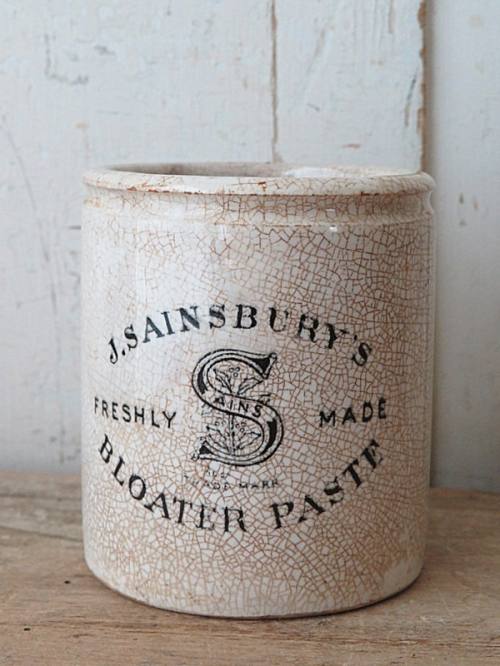 J. SAINSBURY'S
FRESHLY SAINS MADE
TRADE MARK
BLOATER PASTE